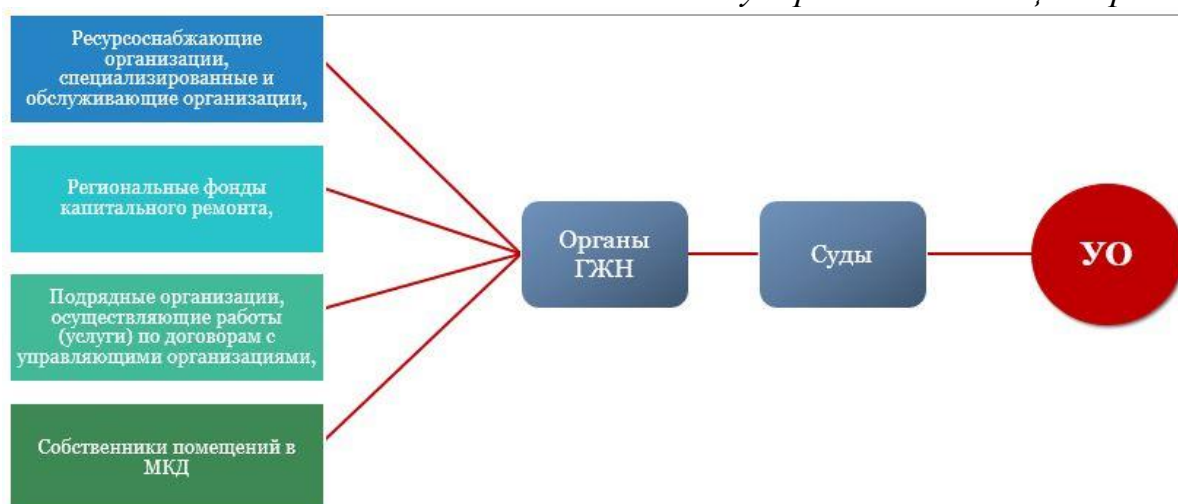 Ресурсоснабжающие
организации,
специализированные и
обслуживающие организации,
Региональные фонды
капитального ремонта,
Подрядные организации,
осуществляющие работы
(услуги) по договорам с
управляющими организациями,
Собственники помещений в
МКД
Органы
ГЖН
Суды
УО